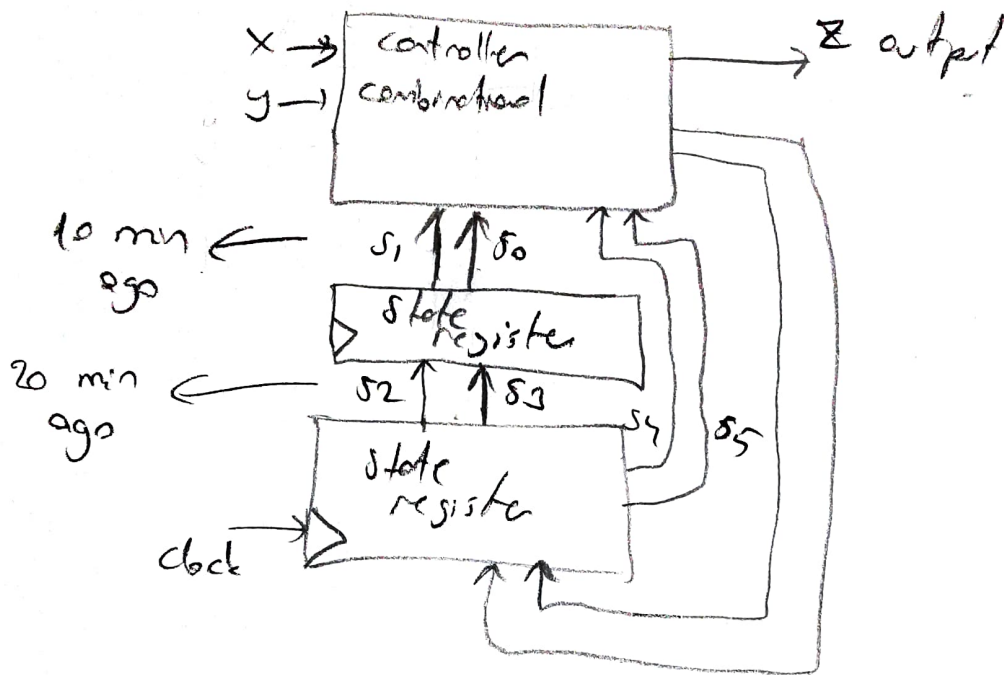 x
y
controller
combinational
Z output
10 min
ago
S1
S0
state
register
20 min
ago
S2
S3
S4
S5
state
register
clock